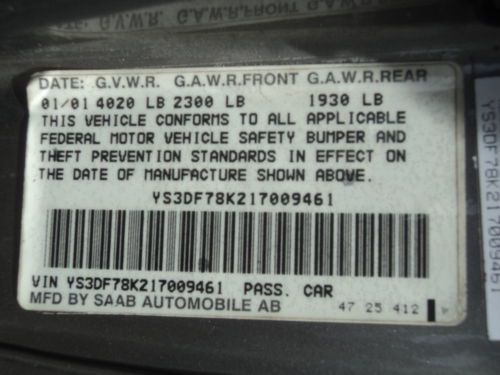 G.V.W.R. G.A.W.R.FRONT
DATE: G.V.W.R. G.A.W.R.FRONT G.A.W.R.REAR
01/01 4020 LB 2300 LB 1930 LB
THIS VEHICLE CONFORMS TO ALL APPLICABLE
FEDERAL MOTOR VEHICLE SAFETY BUMPER AND
THEFT PREVENTION STANDARDS IN EFFECT ON
THE DATE OF MANUFACTURE SHOWN ABOVE.
YS3DF78K217009461
VIN YS3DF78K217009461 PASS. CAR
MFD BY SAAB AUTOMOBILE AB 47 25 412
YS3DF78K217009461